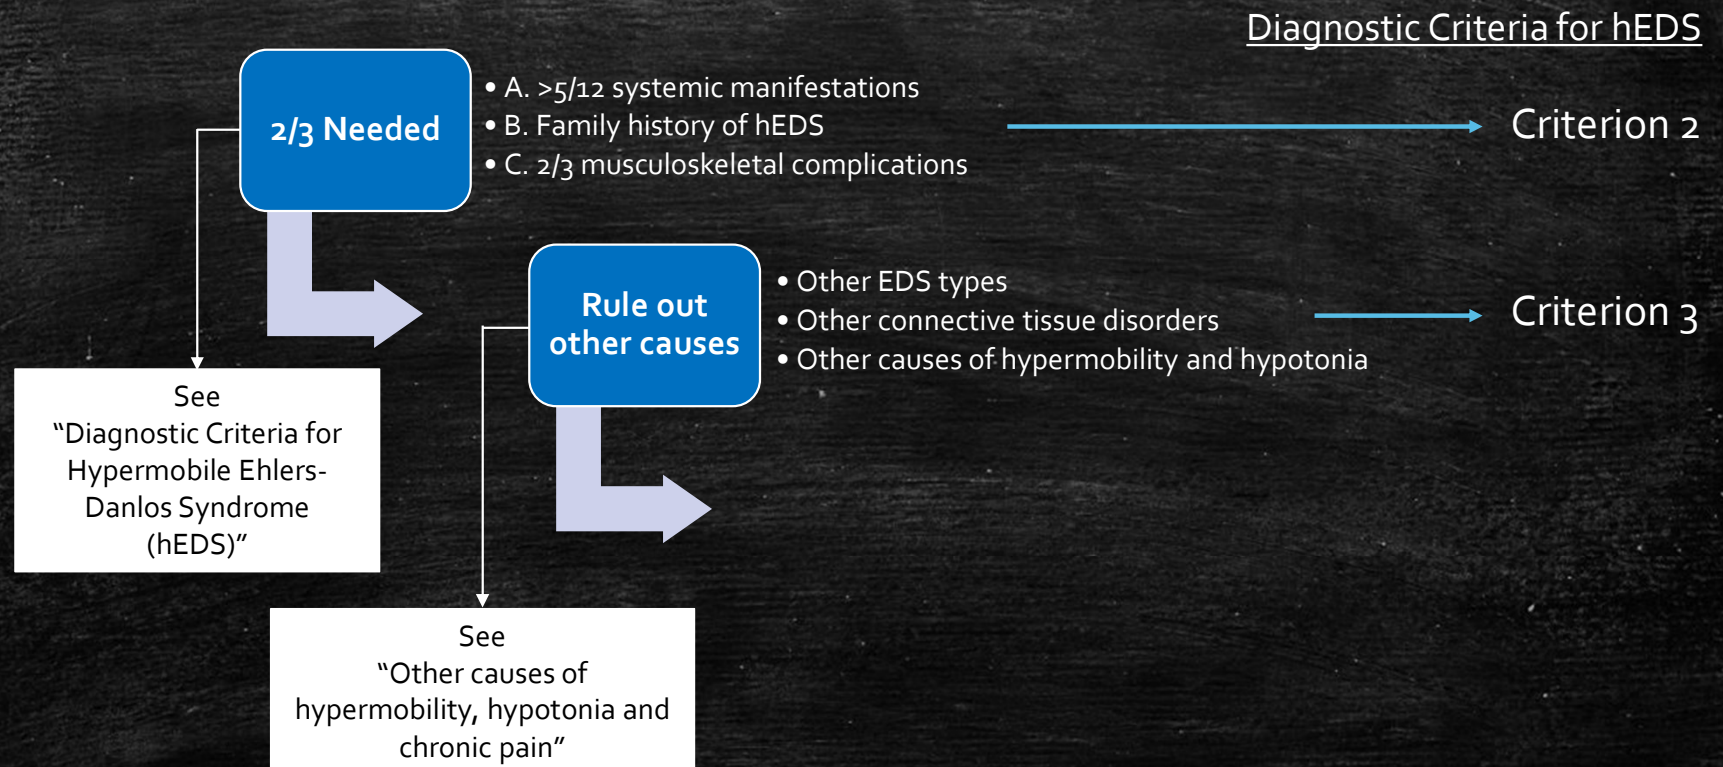 Diagnostic Criteria for hEDS
2/3 Needed
• A. >5/12 systemic manifestations
• B. Family history of hEDS
• C. 2/3 musculoskeletal complications
Criterion 2
Rule out
other causes
• Other EDS types
• Other connective tissue disorders
• Other causes of hypermobility and hypotonia
Criterion 3
See
“Diagnostic Criteria for
Hypermobile Ehlers-
Danlos Syndrome
(hEDS)”
See
“Other causes of
hypermobility, hypotonia and
chronic pain”